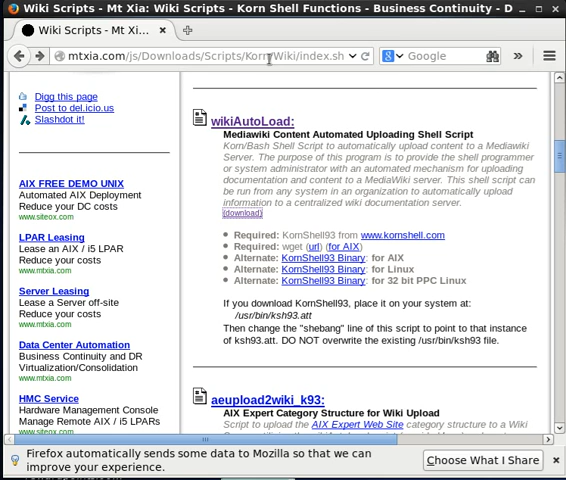 Wiki Scripts - Mt Xia: Wiki Scripts - Korn Shell Functions - Business Continuity - D
Wiki Scripts - Mt Xia:...
mtxia.com/js/Downloads/Scripts/Korn/Wiki/index.sh
Google
Digg this page
Post to del.icio.us
Slashdot it!
AIX FREE DEMO UNIX
Automated AIX Deployment
Reduce your DC costs
www.siteox.com
LPAR Leasing
Lease an AIX / i5 LPAR
Reduce your costs
www.mtxia.com
Server Leasing
Lease a Server off-site
Reduce your costs
www.mtxia.com
Data Center Automation
Business Continuity and DR
Virtualization/Consolidation
www.mtxia.com
HMC Service
Hardware Management Console
Manage Remote AIX / i5 LPARs
www.siteox.com
wikiAutoLoad:
Mediawiki Content Automated Uploading Shell Script
Korn/Bash Shell Script to automatically upload content to a Mediawiki
Server. The purpose of this program is to provide the shell programmer
or system administrator with an automated mechanism for uploading
documentation and content to a MediaWiki server. This shell script can
be run from any system in an organization to automatically upload
information to a centralized wiki documentation server.
(download)
Required: KornShell93 from www.kornshell.com
Required: wget (url) (for AIX)
Alternate: KornShell93 Binary: for AIX
Alternate: KornShell93 Binary: for Linux
Alternate: KornShell93 Binary: for 32 bit PPC Linux
If you download KornShell93, place it on your system at:
/usr/bin/ksh93.att
Then change the "shebang" line of this script to point to that instance
of ksh93.att. DO NOT overwrite the existing /usr/bin/ksh93 file.
aeupload2wiki_k93:
AIX Expert Category Structure for Wiki Upload
Script to upload the AIX Expert Web Site category structure to a Wiki
Firefox automatically sends some data to Mozilla so that we can
improve your experience.
Choose What I Share